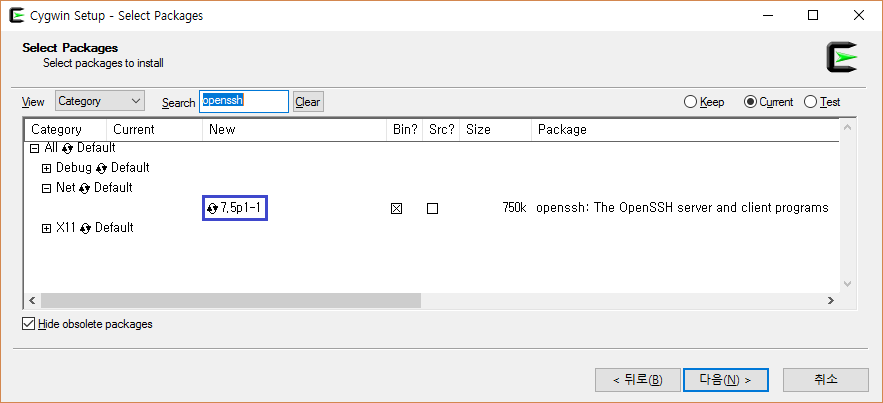 Cygwin Setup - Select Packages
Select Packages
Select packages to install
View Category Search openssh Clear Keep Current Test
Category Current New Bin? Src? Size Package
All Default
Debug Default
Net Default
7.5p1-1 750k openssh: The OpenSSH server and client programs
X11 Default
Hide obsolete packages
< 뒤로(B) 다음(N) > 취소